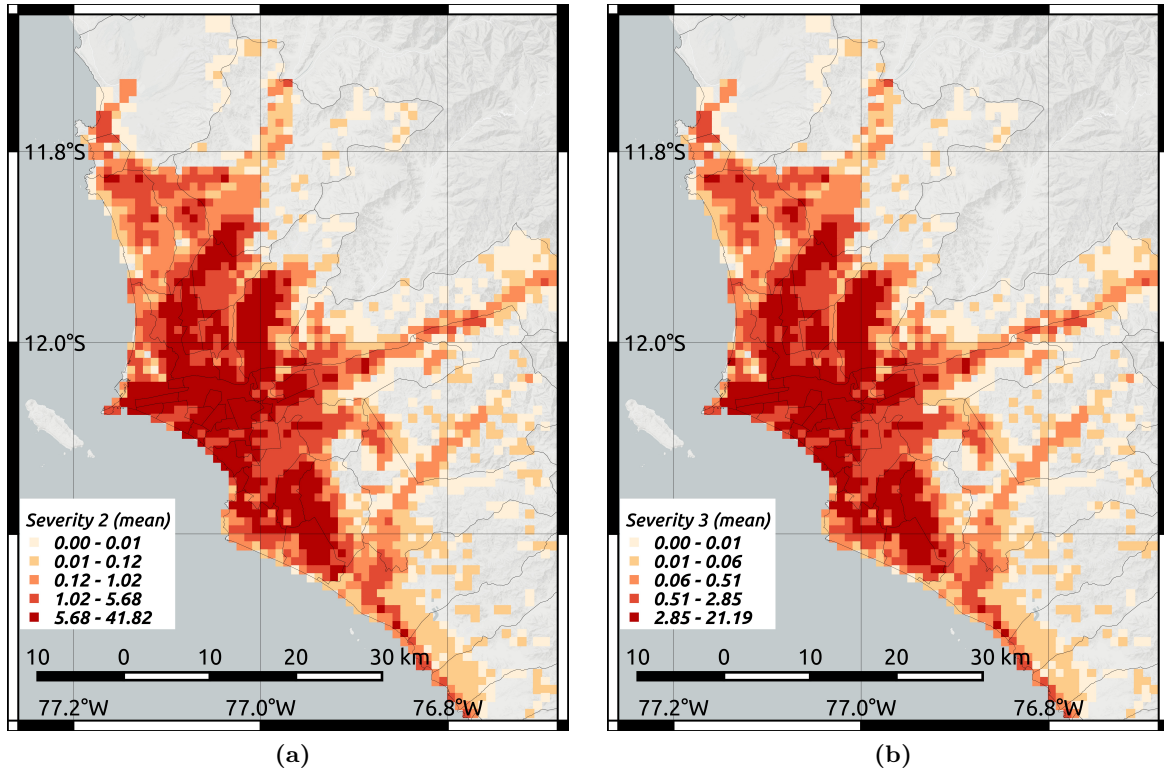 11.8°S
12.0°S
Severity 2 (mean)
0.00 - 0.01
0.01 - 0.12
0.12 - 1.02
1.02 - 5.68
5.68 - 41.82
10 0 10 20 30 km
77.2°W 77.0°W 76.8°W
(a)
11.8°S
12.0°S
Severity 3 (mean)
0.00 - 0.01
0.01 - 0.06
0.06 - 0.51
0.51 - 2.85
2.85 - 21.19
10 0 10 20 30 km
77.2°W 77.0°W 76.8°W
(b)